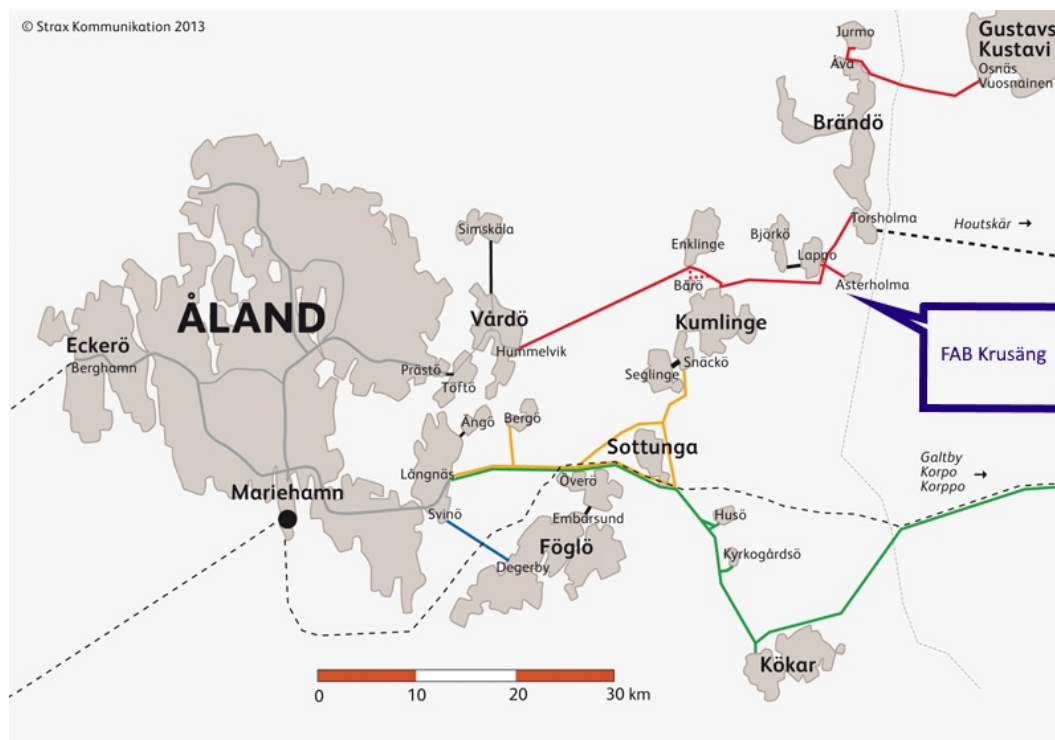 © Strax Kommunikation 2013
Jurmo
Gustavs
Kustavi
Åva
Osnäs
Vuosnainen
Brändö
Torsholma
Houtskär →
Simskäla
Enklinge
Björkö
Lappo
Bärö
Asterholma
ÅLAND
Vårdö
Kumlinge
FAB Krusäng
Eckerö
Berghamn
Hummelvik
Prästö
Töftö
Snäckö
Seglinge
Ängö
Bergö
Sottunga
Långnäs
Överö
Galtby
Korpo
Korppo →
Mariehamn
Svinö
Embarsund
Husö
Föglö
Degerby
Kyrkogårdsö
Kökar
0 10 20 30 km